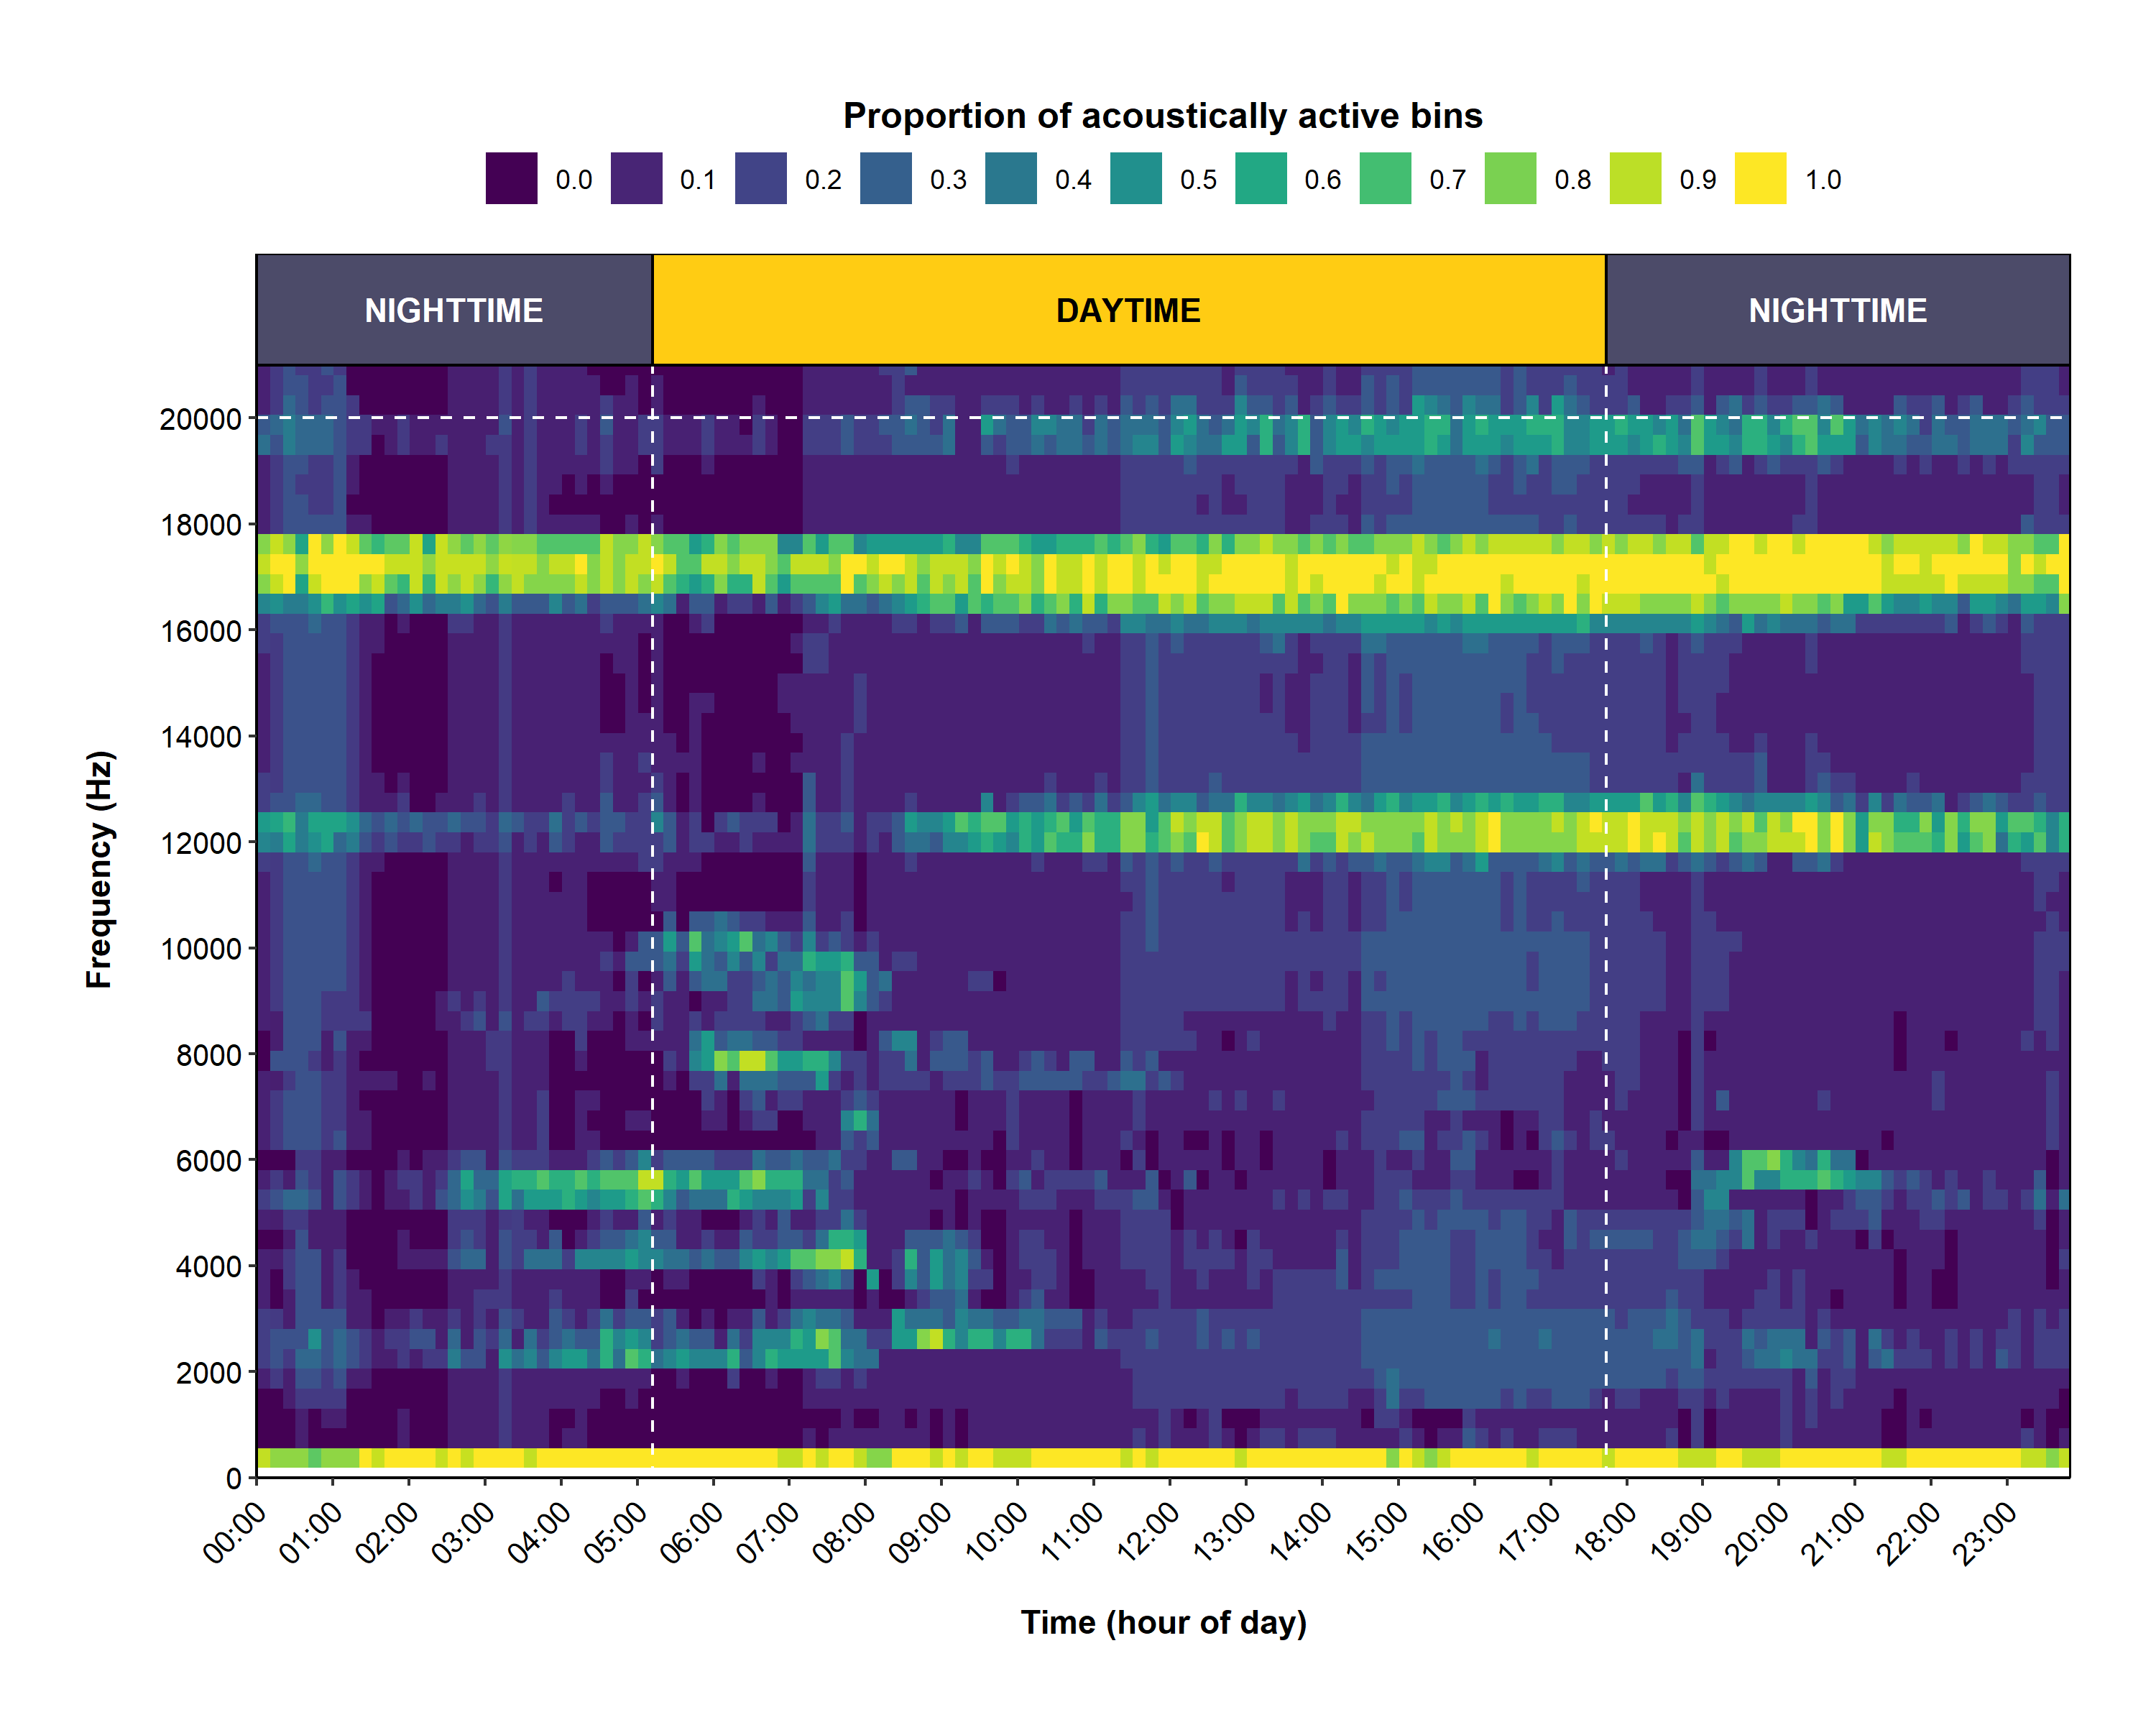 Proportion of acoustically active bins
0.0 0.1 0.2 0.3 0.4 0.5 0.6 0.7 0.8 0.9 1.0
NIGHTTIME DAYTIME NIGHTTIME
20000
18000
16000
14000
12000
10000
8000
6000
4000
2000
0
Frequency (Hz)
00:00 01:00 02:00 03:00 04:00 05:00 06:00 07:00 08:00 09:00 10:00 11:00 12:00 13:00 14:00 15:00 16:00 17:00 18:00 19:00 20:00 21:00 22:00 23:00
Time (hour of day)